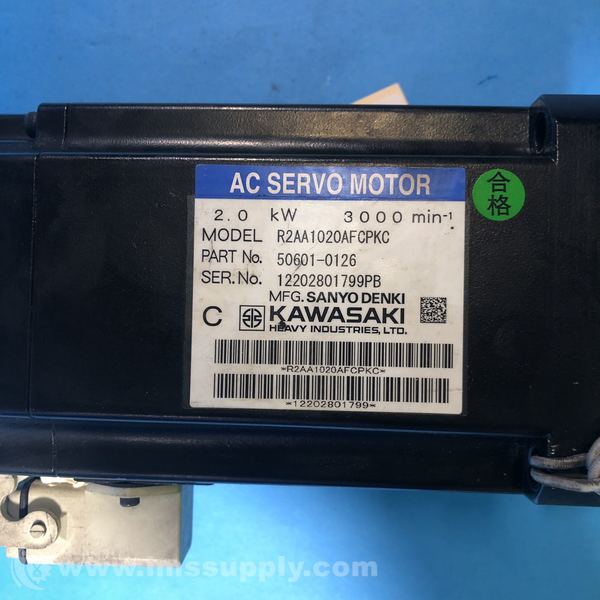 AC SERVO MOTOR
2.0 kW 3000 min-1
MODEL R2AA1020AFCPKC
PART No. 50601-0126
SER.No. 12202801799PB
MFG. SANYO DENKI
C KAWASAKI
HEAVY INDUSTRIES, LTD.
*R2AA1020AFCPKC*
*12202801799*
合格
www.imssupply.com